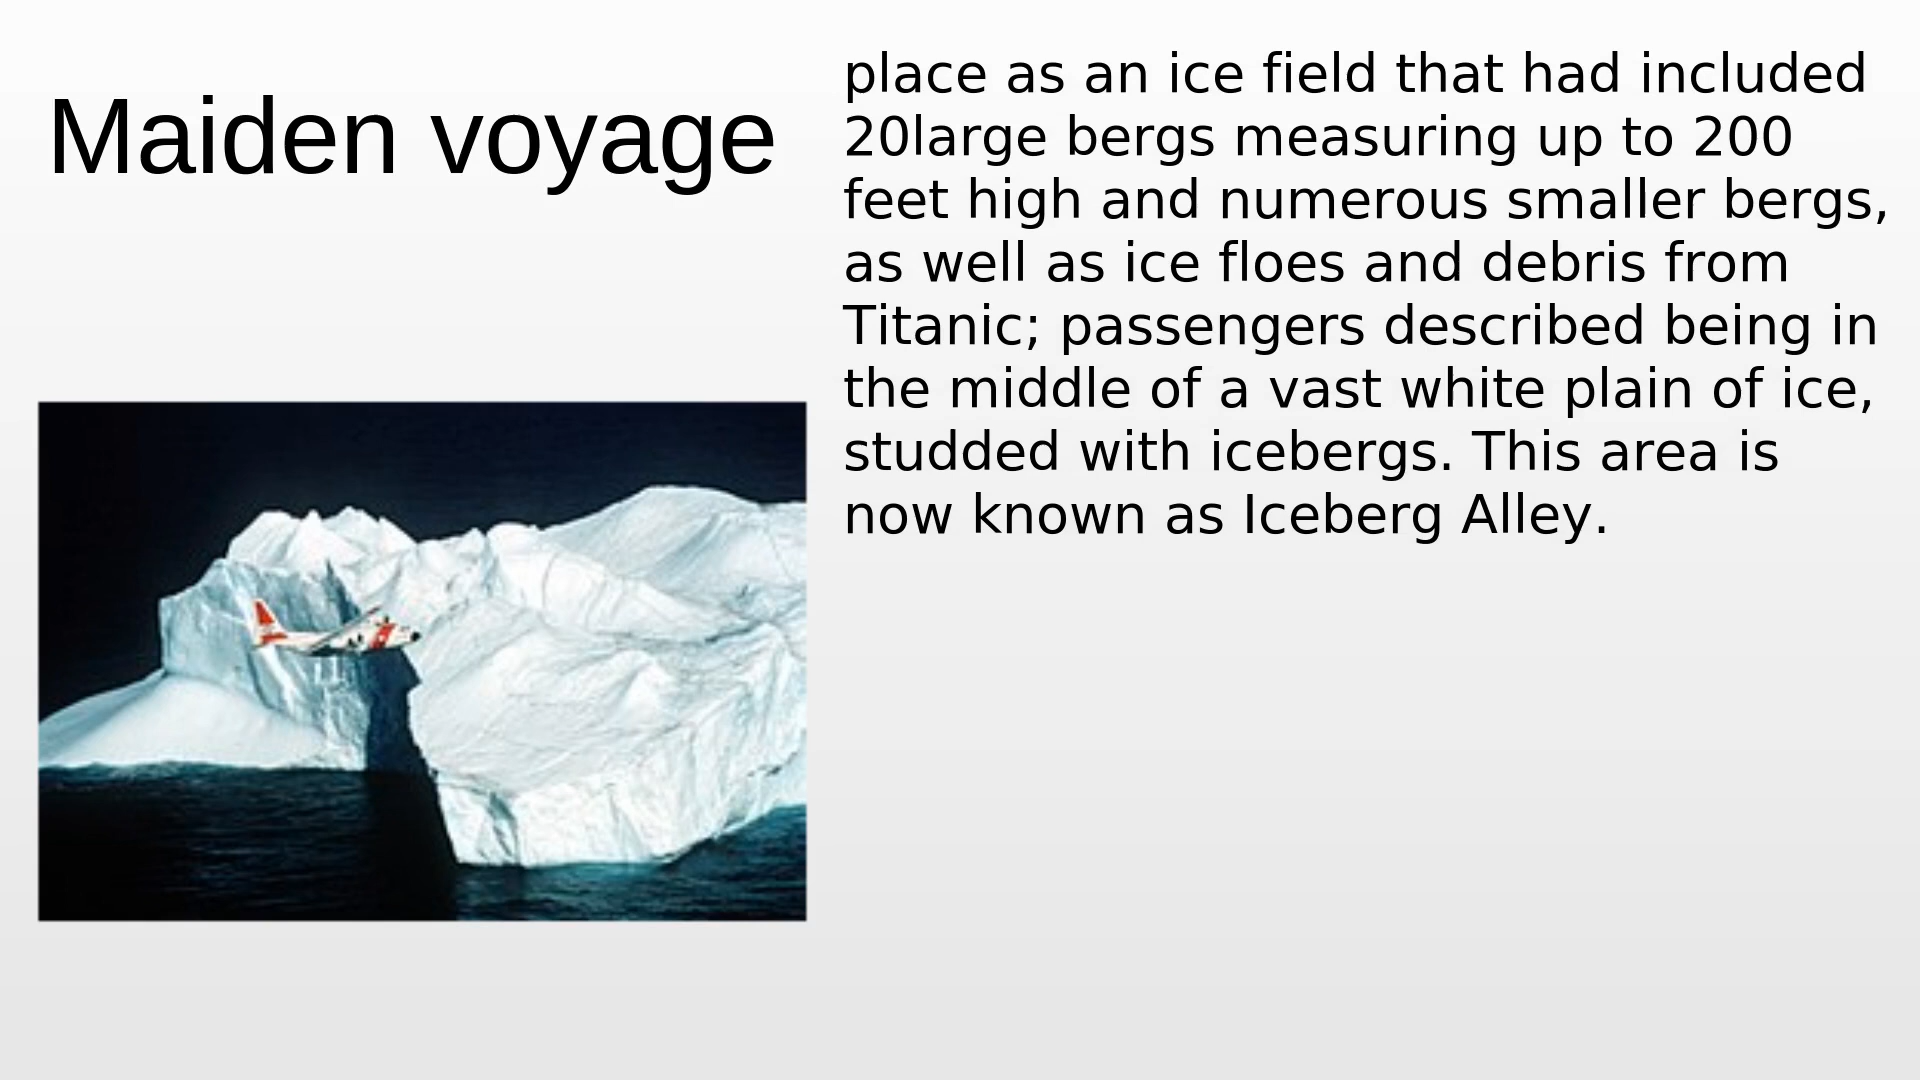 Maiden voyage
place as an ice field that had included
20large bergs measuring up to 200
feet high and numerous smaller bergs,
as well as ice floes and debris from
Titanic; passengers described being in
the middle of a vast white plain of ice,
studded with icebergs. This area is
now known as Iceberg Alley.